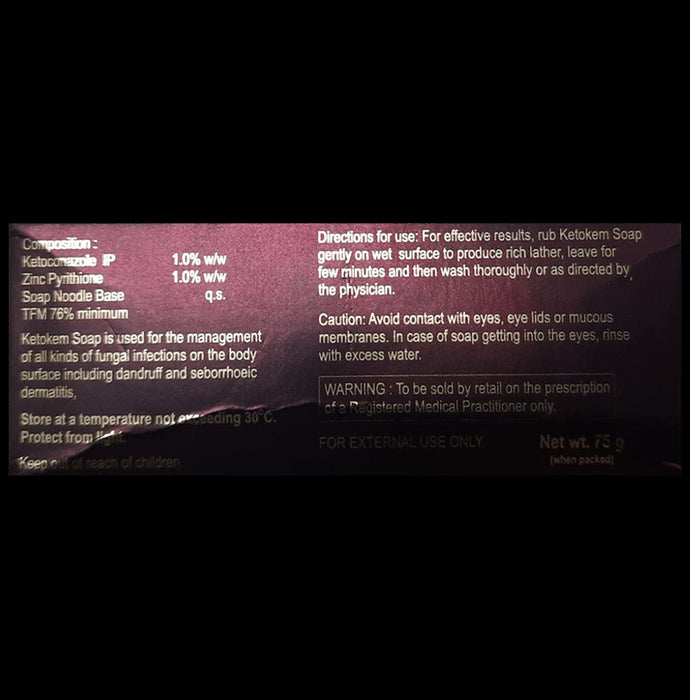 Composition :
Ketoconazole IP 1.0% w/w
Zinc Pyrithione 1.0% w/w
Soap Noodle Base q.s.
TFM 76% minimum
Ketokem Soap is used for the management
of all kinds of fungal infections on the body
surface including dandruff and seborrhoeic
dermatitis,
Store at a temperature not exceeding 30°C.
Protect from light.
Keep out of reach of children
Directions for use: For effective results, rub Ketokem Soap
gently on wet surface to produce rich lather, leave for
few minutes and then wash thoroughly or as directed by
the physician.
Caution: Avoid contact with eyes, eye lids or mucous
membranes. In case of soap getting into the eyes, rinse
with excess water.
WARNING : To be sold by retail on the prescription
of a Registered Medical Practitioner only.
FOR EXTERNAL USE ONLY.
Net wt. 75 g
(when packed)